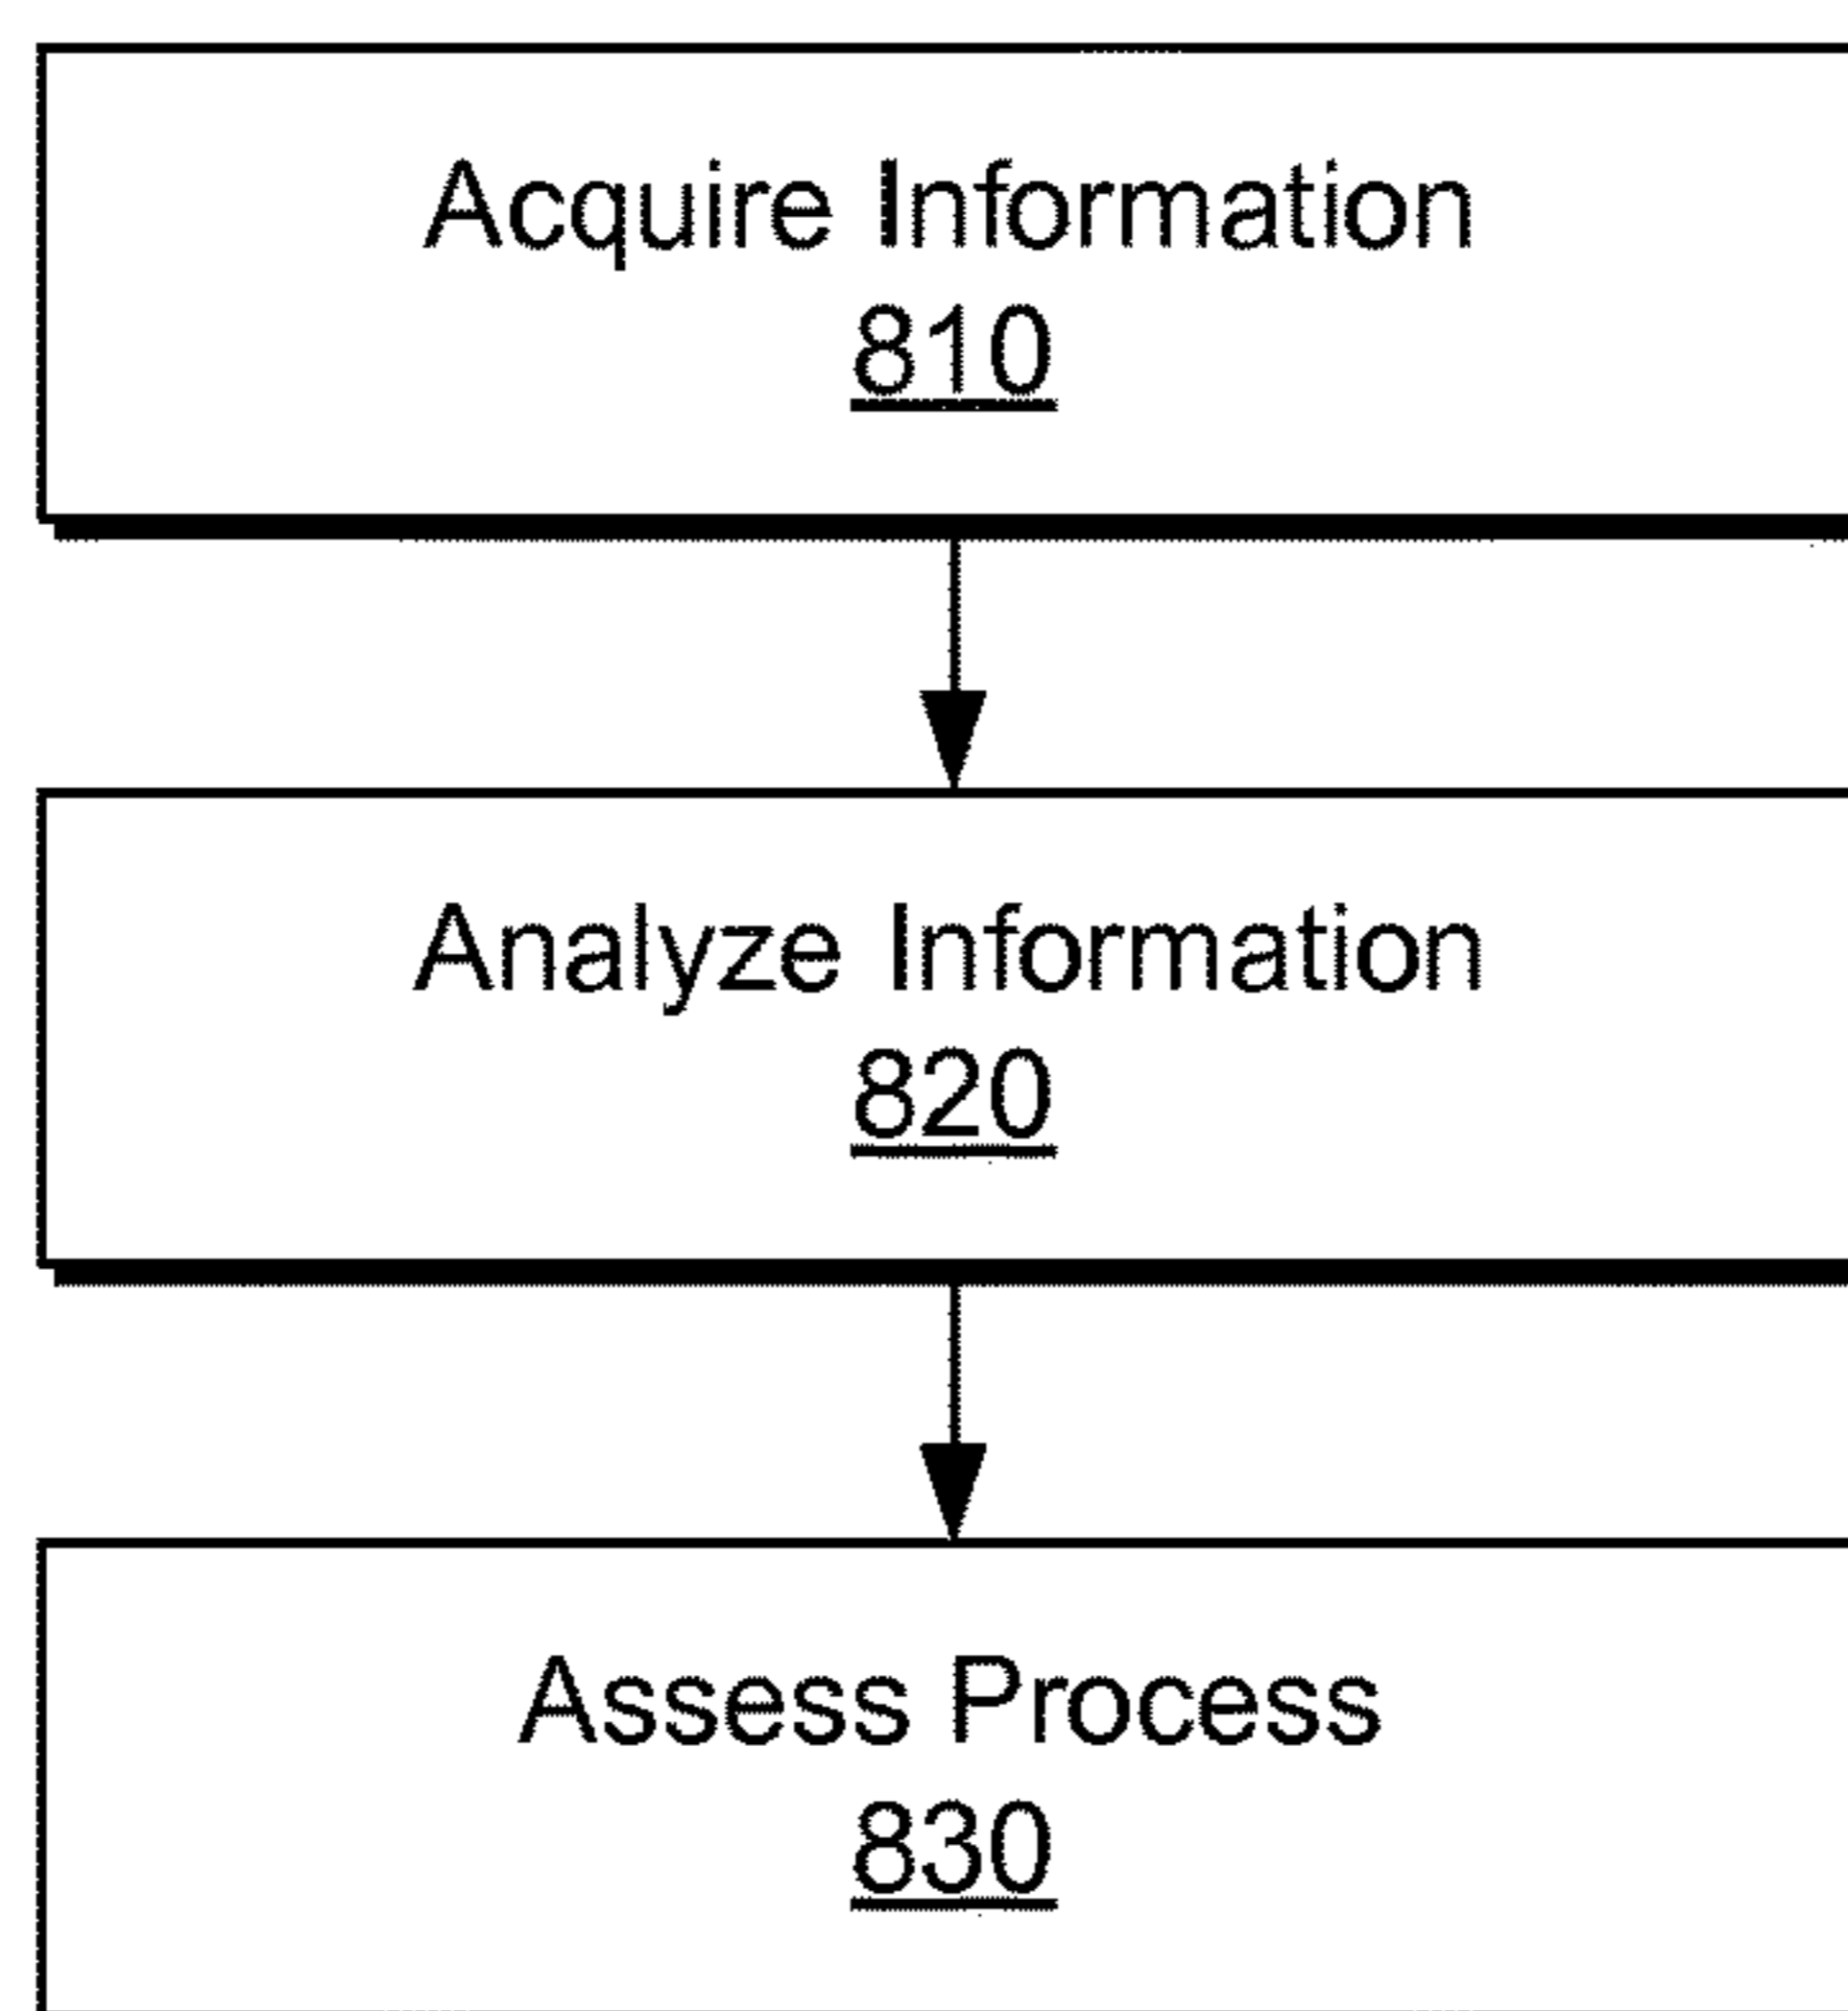 Acquire Information
810
Analyze Information
820
Assess Process
830